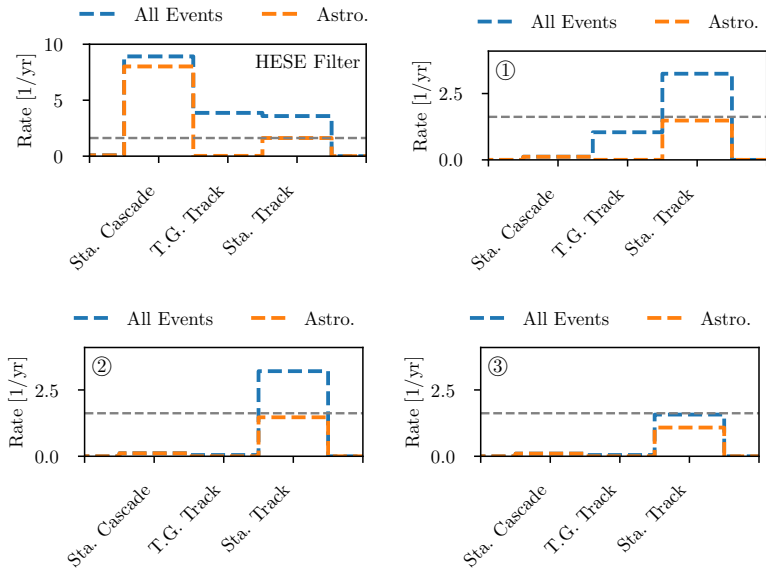 All Events Astro.
HESE Filter
Rate [1/yr]
10
5
0
Sta. Cascade
T.G. Track
Sta. Track
All Events Astro.
①
Rate [1/yr]
2.5
0.0
Sta. Cascade
T.G. Track
Sta. Track
All Events Astro.
②
Rate [1/yr]
2.5
0.0
Sta. Cascade
T.G. Track
Sta. Track
All Events Astro.
③
Rate [1/yr]
2.5
0.0
Sta. Cascade
T.G. Track
Sta. Track